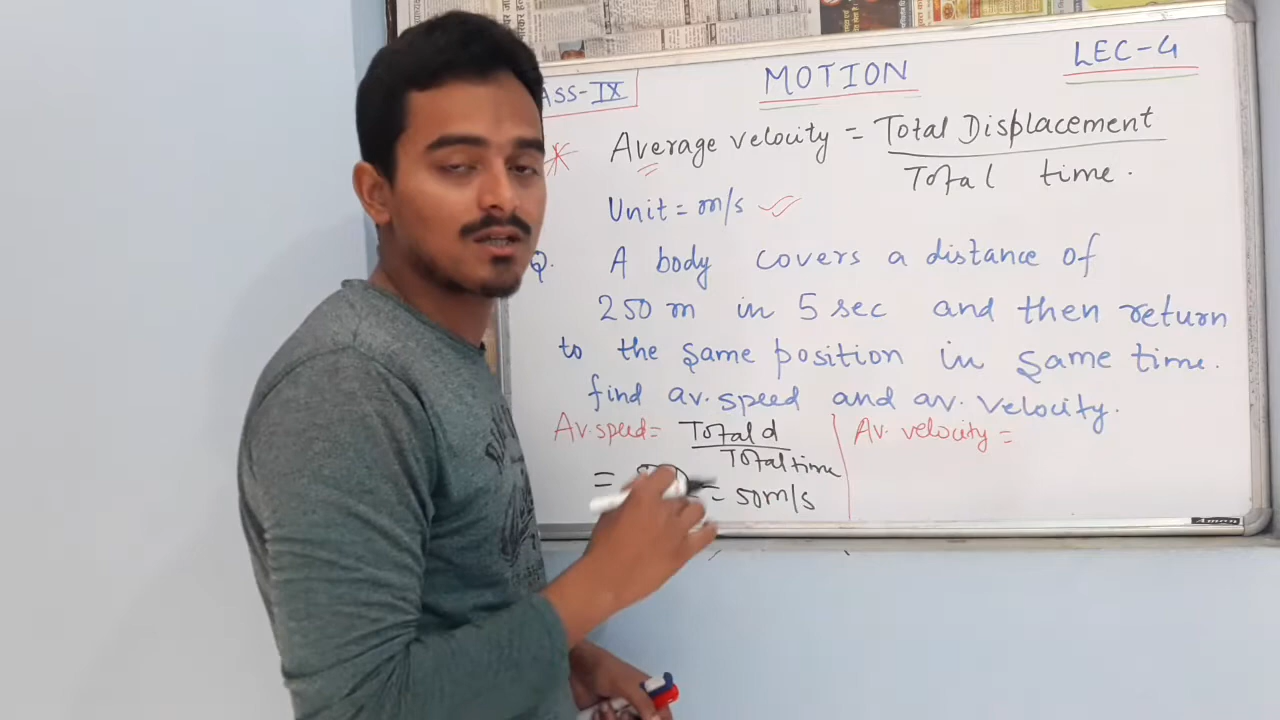 LEC-4
MOTION
ASS-IX
Average velocity = Total Displacement
Total time.
Unit = m/s
Q. A body covers a distance of
250 m in 5 sec and then return
to the same position in same time.
find av. speed and av. velocity.
Av. speed = Total d
Total time
=
= 50 m/s
Av. velocity =
Aman